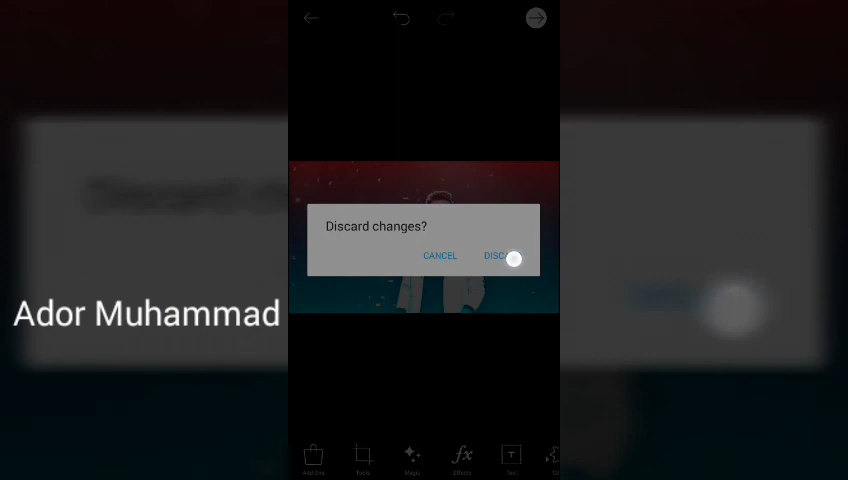 Discard changes?
CANCEL DISC
Ador Muhammad
Add Ons Tools Magic Effects Text